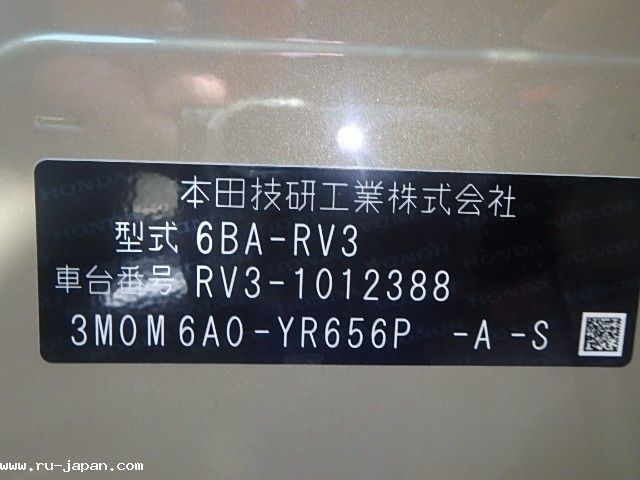 本田技研工業株式会社
型式 6BA-RV3
車台番号 RV3-1012388
3M0M6A0-YR656P -A -S
www.ru-japan.com